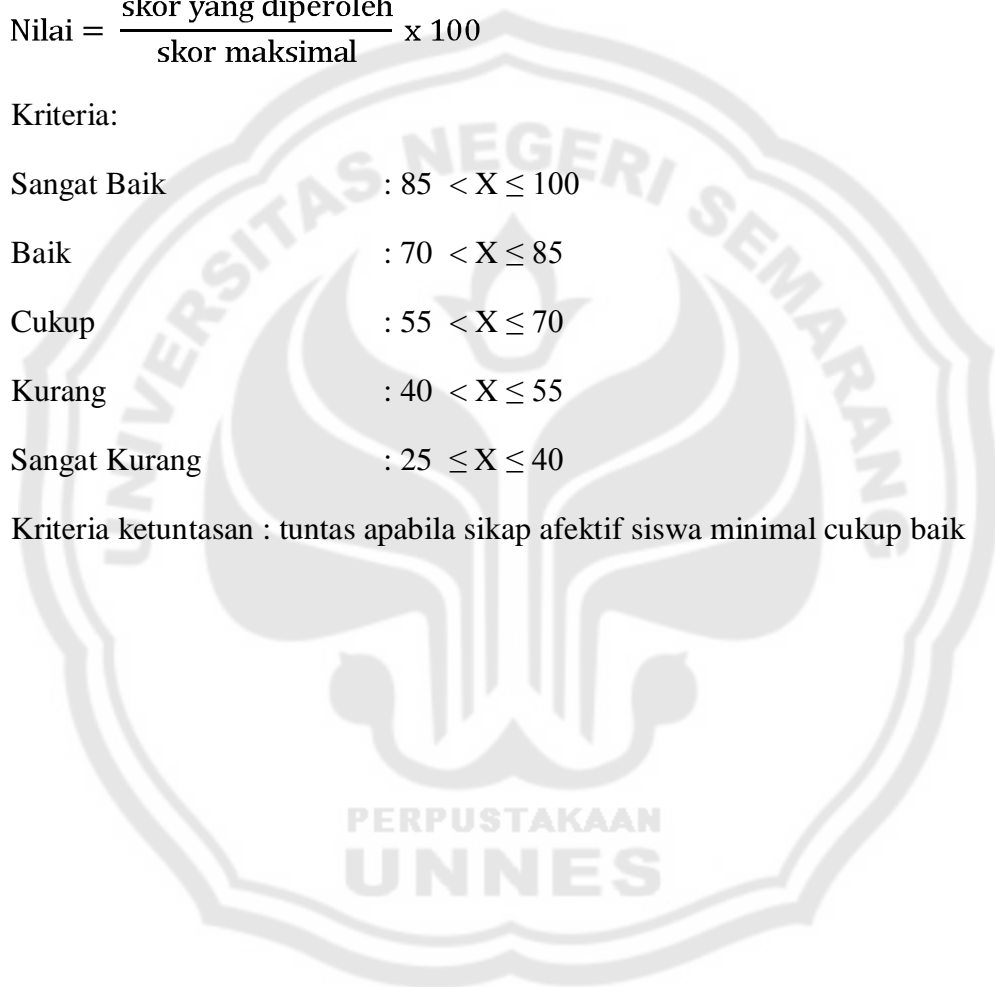 Nilai = skor yang diperoleh / skor maksimal x 100
Kriteria:
Sangat Baik : 85 < X ≤ 100
Baik : 70 < X ≤ 85
Cukup : 55 < X ≤ 70
Kurang : 40 < X ≤ 55
Sangat Kurang : 25 ≤ X ≤ 40
Kriteria ketuntasan : tuntas apabila sikap afektif siswa minimal cukup baik
UNIVERSITAS NEGERI SEMARANG
PERPUSTAKAAN
UNNES